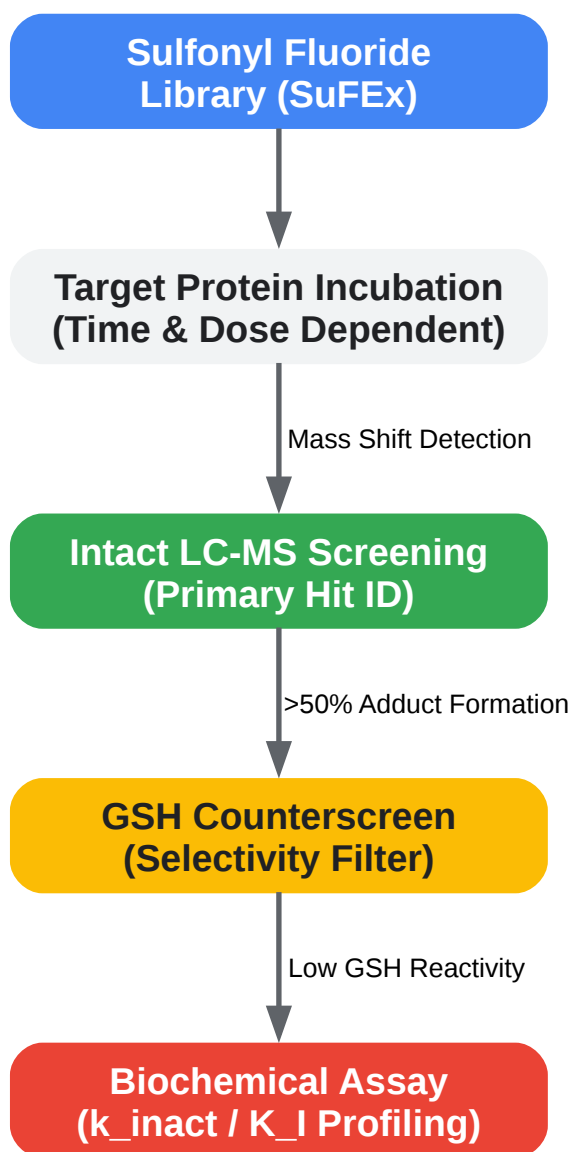 Sulfonyl Fluoride
Library (SuFEx)
Target Protein Incubation
(Time & Dose Dependent)
Mass Shift Detection
Intact LC-MS Screening
(Primary Hit ID)
>50% Adduct Formation
GSH Counterscreen
(Selectivity Filter)
Low GSH Reactivity
Biochemical Assay
(k_inact / K_I Profiling)